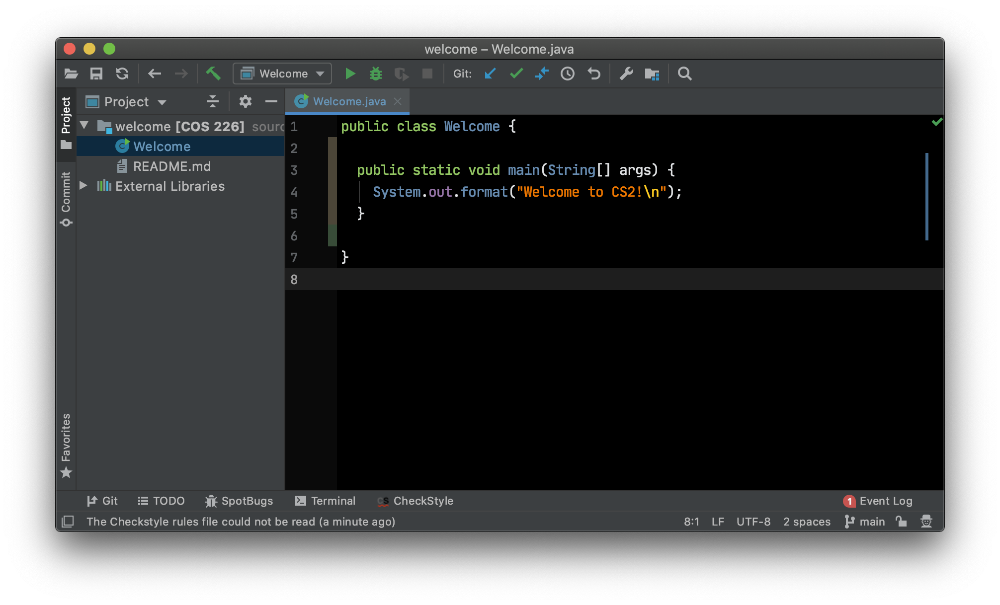 welcome – Welcome.java
Welcome
Git:
Project
Welcome.java
Project
welcome [COS 226]
Welcome
README.md
External Libraries
Commit
Favorites
1 public class Welcome {
2
3 public static void main(String[] args) {
4 System.out.format("Welcome to CS2!\n");
5 }
6
7 }
8
Git
TODO
SpotBugs
Terminal
CS CheckStyle
1 Event Log
The Checkstyle rules file could not be read (a minute ago)
8:1 LF UTF-8 2 spaces main